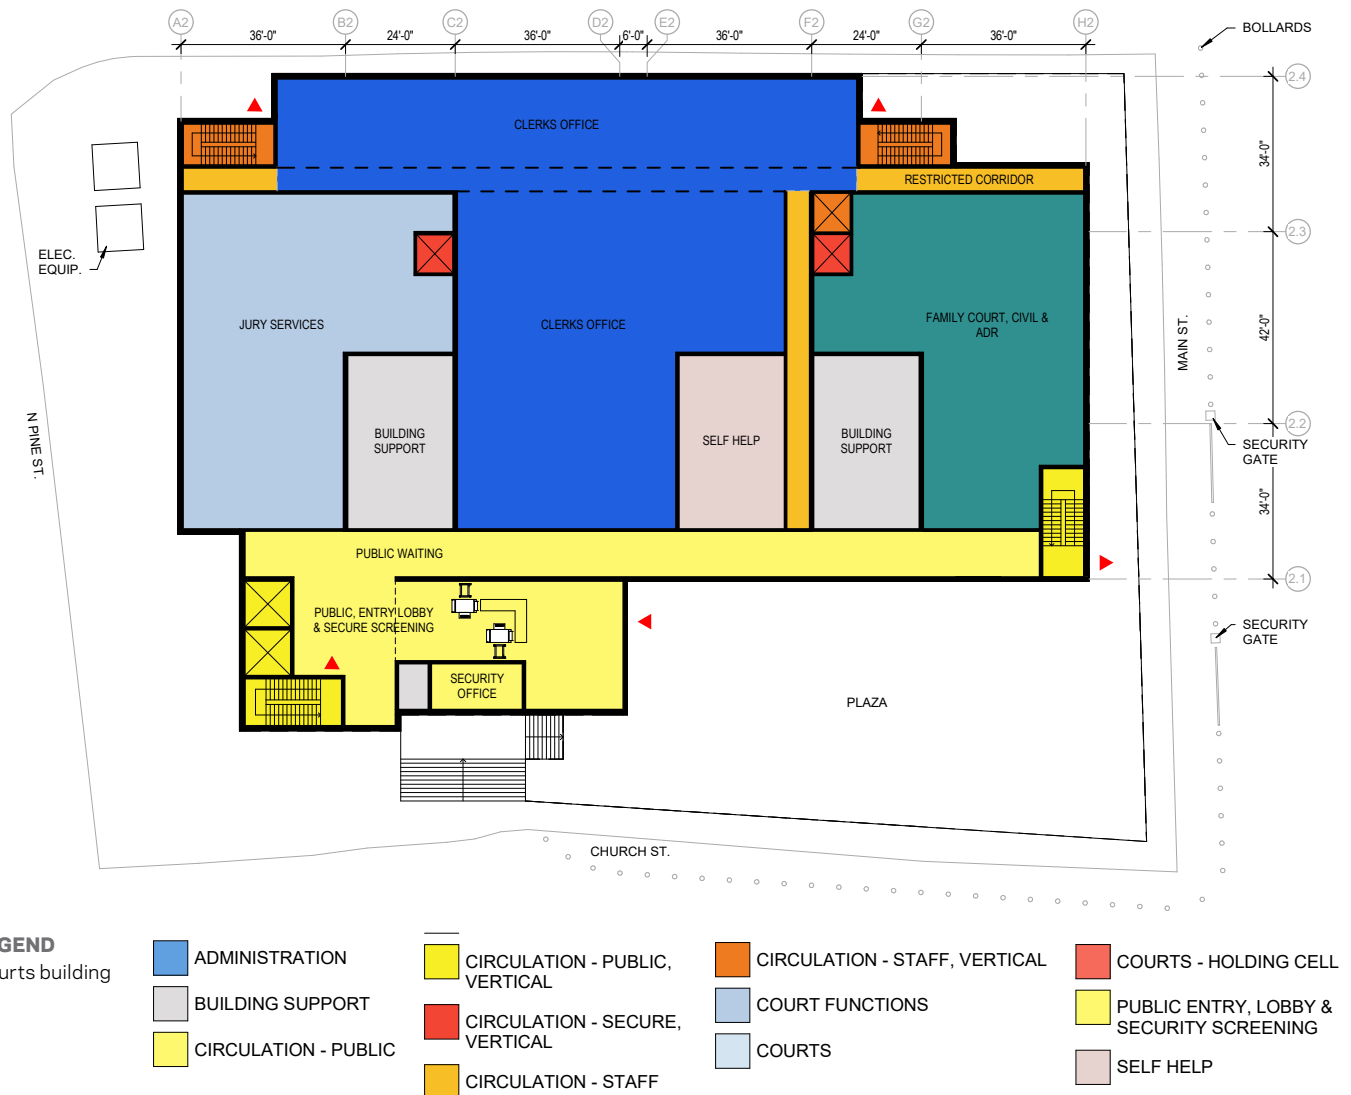 A2 B2 C2 D2 E2 F2 G2 H2
36'-0" 24'-0" 36'-0" 6'-0" 36'-0" 24'-0" 36'-0"
BOLLARDS
2.4
34'-0"
2.3
42'-0"
2.2
34'-0"
2.1
CLERKS OFFICE
RESTRICTED CORRIDOR
ELEC.
EQUIP.
JURY SERVICES
CLERKS OFFICE
FAMILY COURT, CIVIL &
ADR
MAIN ST.
N PINE ST.
BUILDING
SUPPORT
SELF HELP
BUILDING
SUPPORT
SECURITY
GATE
PUBLIC WAITING
PUBLIC, ENTRY LOBBY
& SECURE SCREENING
SECURITY
GATE
SECURITY
OFFICE
PLAZA
CHURCH ST.
GEND
urts building
ADMINISTRATION
BUILDING SUPPORT
CIRCULATION - PUBLIC
CIRCULATION - PUBLIC,
VERTICAL
CIRCULATION - SECURE,
VERTICAL
CIRCULATION - STAFF
CIRCULATION - STAFF, VERTICAL
COURT FUNCTIONS
COURTS
COURTS - HOLDING CELL
PUBLIC ENTRY, LOBBY &
SECURITY SCREENING
SELF HELP